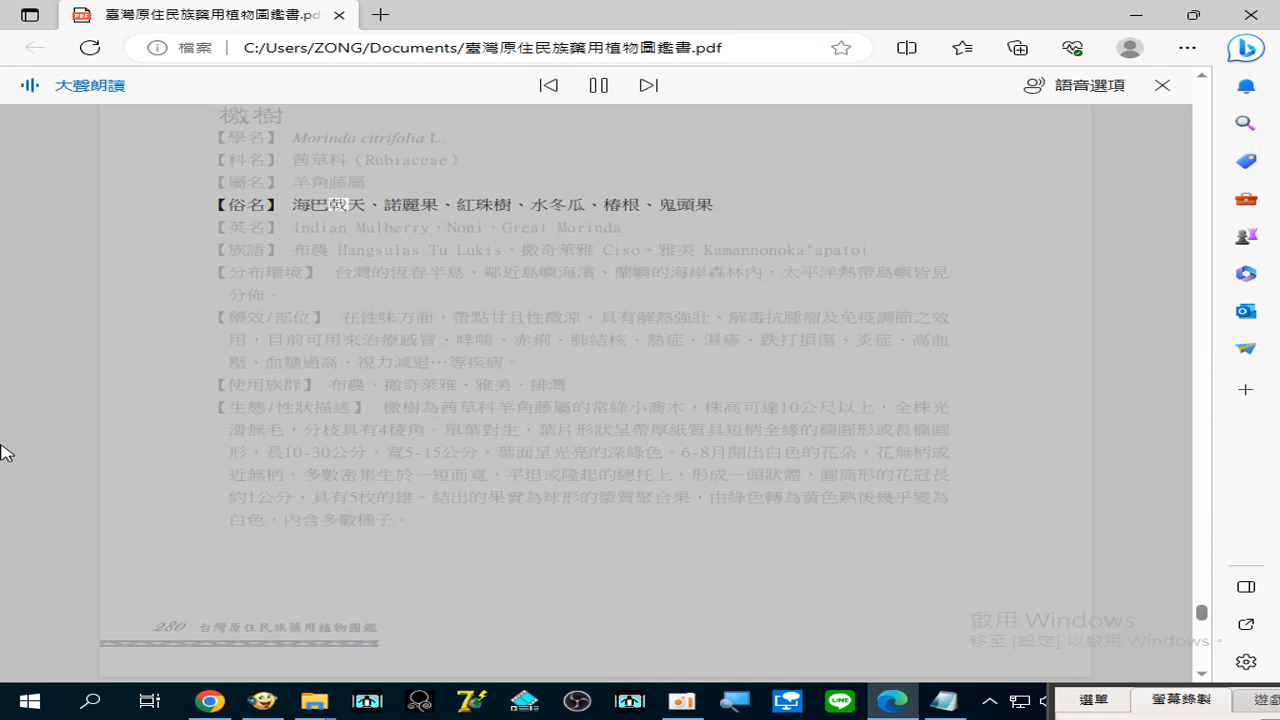 臺灣原住民族藥用植物圖鑑書.pd
檔案
C:/Users/ZONG/Documents/臺灣原住民族藥用植物圖鑑書.pdf
大聲朗讀
語音選項
檄樹
【學名】 Morinda citrifolia L.
【科名】 茜草科（Rubiaceae）
【屬名】 羊角藤屬
【俗名】 海巴戟天、諾麗果、紅珠樹、水冬瓜、椿根、鬼頭果
【英名】 Indian Mulberry、Noni、Great Morinda
【族語】 布農 Hangsulas Tu Lukis、撒奇萊雅 Ciso、雅美 Kamannonoka'apatot
【分布環境】 台灣的恆春半島、鄰近島嶼海濱、蘭嶼的海岸森林內，太平洋熱帶島嶼皆見
分佈。
【藥效/部位】 在性味方面，帶點甘且性微涼，具有解熱強壯、解毒抗腫瘤及免疫調節之效
用，目前可用來治療感冒、哮喘、赤痢、肺結核、熱症、濕疹、跌打損傷、炎症、高血
壓、血糖過高、視力減退…等疾病。
【使用族群】 布農、撒奇萊雅、雅美、排灣
【生態/性狀描述】 檄樹為茜草科羊角藤屬的常綠小喬木，株高可達10公尺以上，全株光
滑無毛，分枝具有4稜角。單葉對生，葉片形狀呈帶厚紙質具短柄全緣的橢圓形或長橢圓
形，長10-30公分、寬5-15公分，葉面呈光亮的深綠色。6-8月開出白色的花朵，花無柄或
近無柄，多數密集生於一短而寬，平坦或隆起的總托上，形成一頭狀體，圓筒形的花冠長
約1公分，具有5枚的雄。結出的果實為球形的漿質聚合果，由綠色轉為黃色熟後幾乎變為
白色，內含多數種子。
280 台灣原住民族藥用植物圖鑑
啟用 Windows
移至 [設定] 以啟用 Windows。
選單
螢幕錄製
遊戲